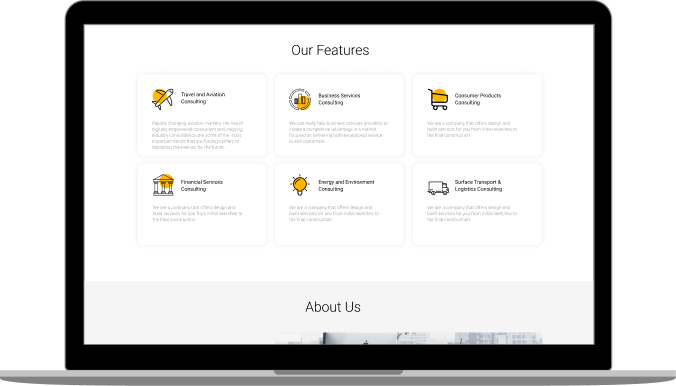 Our Features
Travel and Aviation
Consulting
Rapidly changing aviation markets, the rise of
digitally empowered consumers and ongoing
industry consolidation are some of the most
important trends that are forcing carriers to
reposition themselves for the future.
Business Services
Consulting
We can really help business services providers to
create a competitive advantage in a market
focused on delivering both exceptional service
to end customers
Consumer Products
Consulting
We are a company that offers design and
build services for you from initial sketches to
the final construction
Financial Services
Consulting
We are a company that offers design and
build services for you from initial sketches to
the final construction
Energy and Environment
Consulting
We are a company that offers design and
build services for you from initial sketches to
the final construction
Surface Transport &
Logistics Consulting
We are a company that offers design and
build services for you from initial sketches to
the final construction
About Us